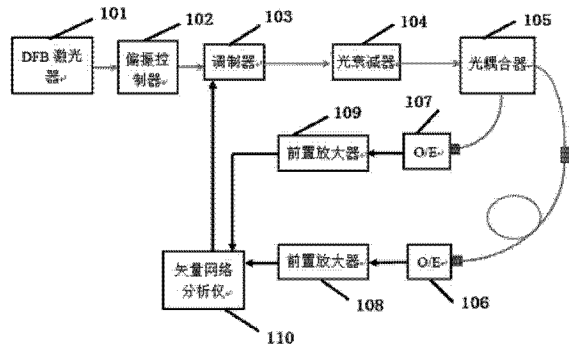 101
102
103
104
105
DFB 激光
器
偏振控
制器
调制器
光衰减器
光耦合器
109
107
前置放大器
O/E
矢量网络
分析仪
前置放大器
O/E
108
106
110